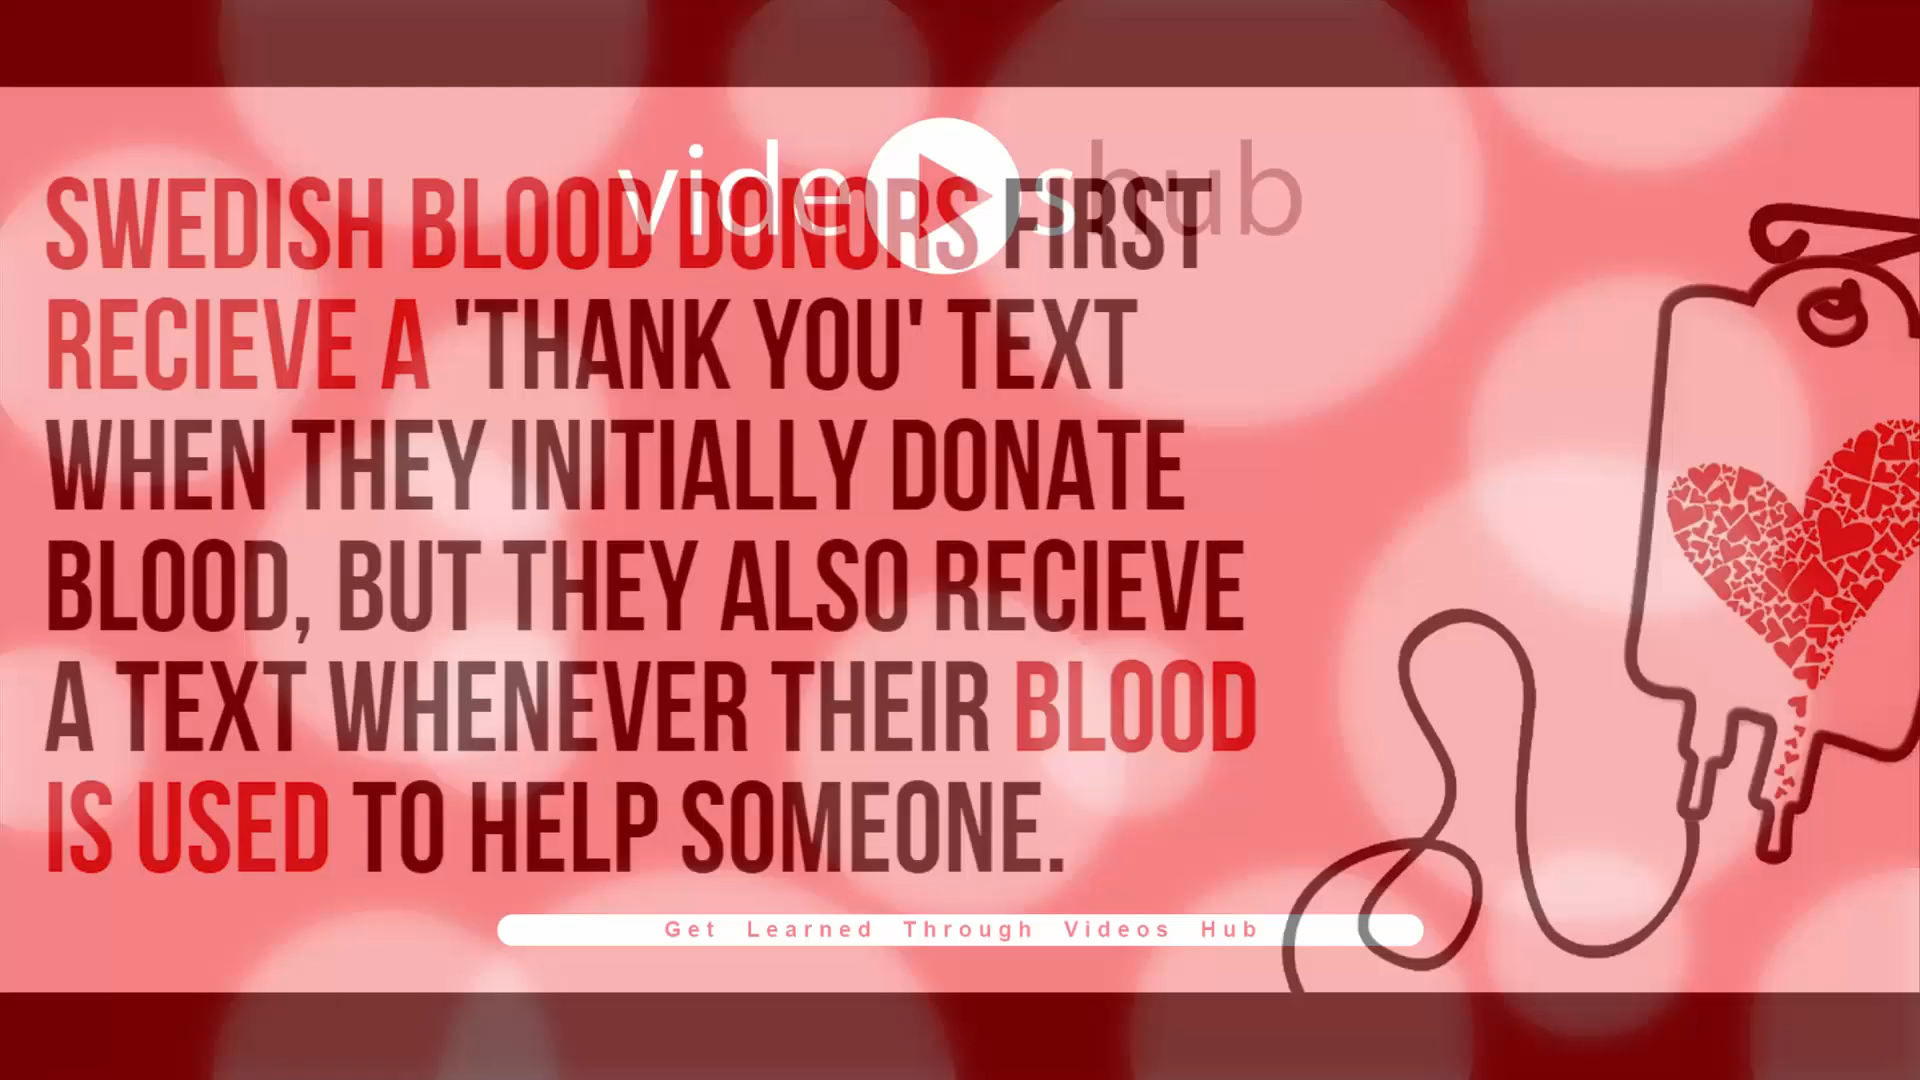 videoshub
SWEDISH BLOOD DONORS FIRST
RECIEVE A 'THANK YOU' TEXT
WHEN THEY INITIALLY DONATE
BLOOD, BUT THEY ALSO RECIEVE
A TEXT WHENEVER THEIR BLOOD
IS USED TO HELP SOMEONE.
Get Learned Through Videos Hub